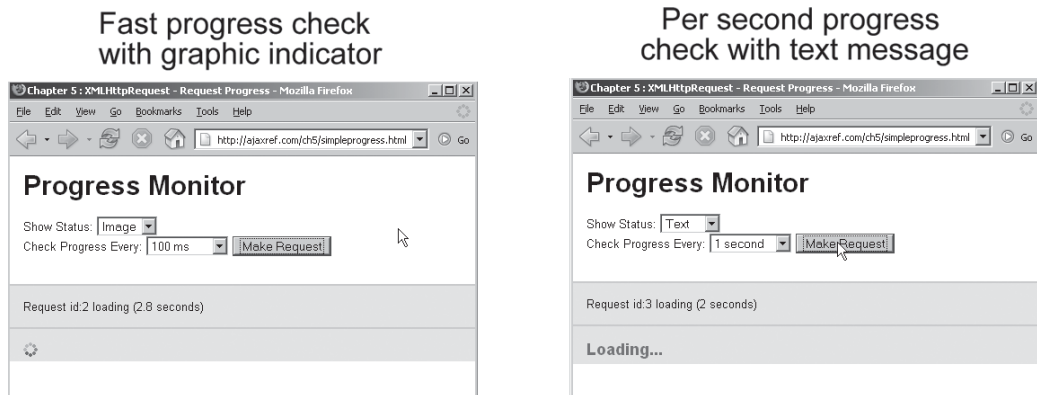 Fast progress check
with graphic indicator
Chapter 5 : XMLHttpRequest - Request Progress - Mozilla Firefox
File Edit View Go Bookmarks Tools Help
http://ajaxref.com/ch5/simpleprogress.html Go
Progress Monitor
Show Status: Image
Check Progress Every: 100 ms Make Request
Request id:2 loading (2.8 seconds)
Per second progress
check with text message
Chapter 5 : XMLHttpRequest - Request Progress - Mozilla Firefox
File Edit View Go Bookmarks Tools Help
http://ajaxref.com/ch5/simpleprogress.html Go
Progress Monitor
Show Status: Text
Check Progress Every: 1 second Make Request
Request id:3 loading (2 seconds)
Loading...